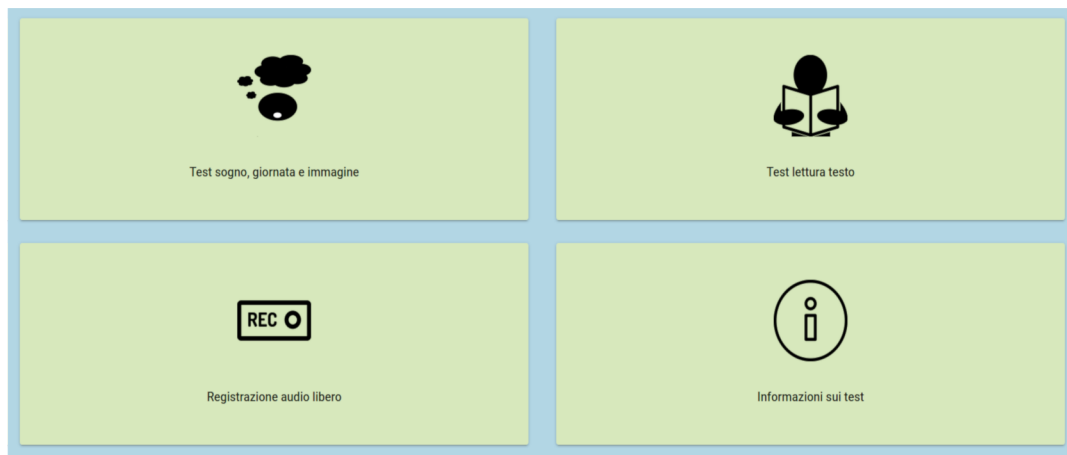 Test sogno, giornata e immagine
Test lettura testo
REC
Registrazione audio libero
Informazioni sui test